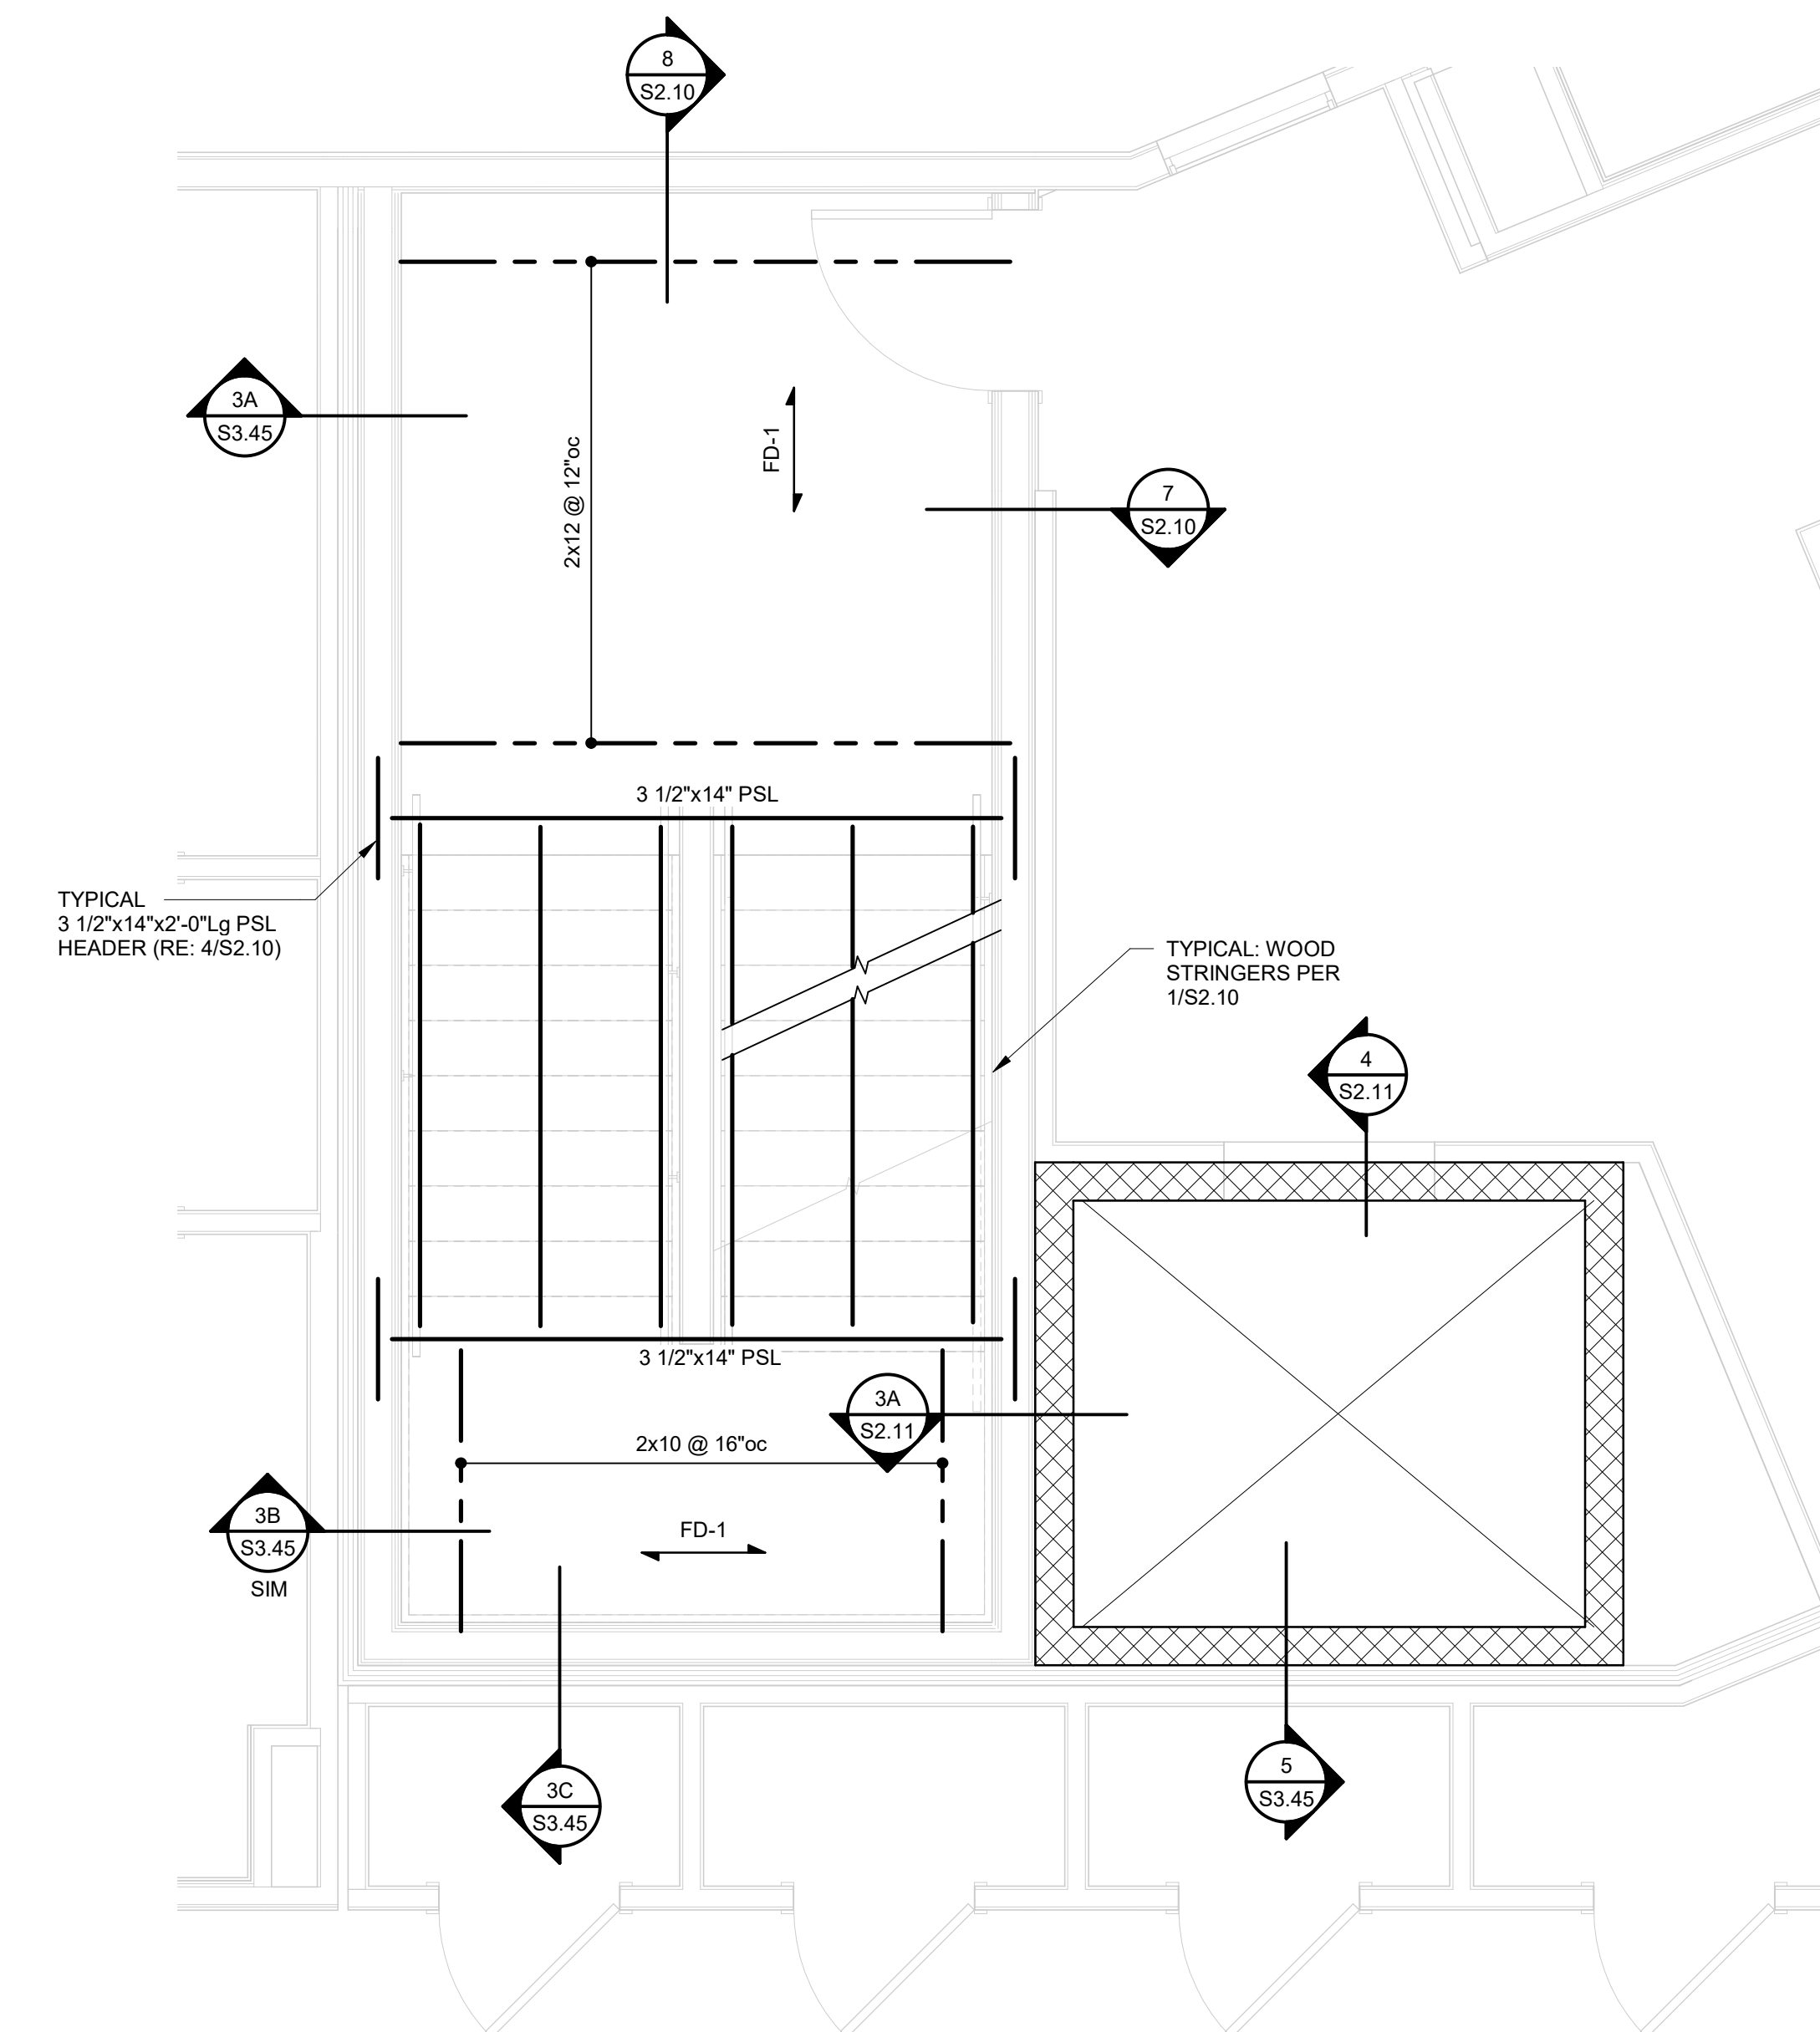 8
S2.10
3A
S3.45
2x12 @ 12"oc
FD-1
7
S2.10
3 1/2"x14" PSL
TYPICAL
3 1/2"x14"x2'-0"Lg PSL
HEADER (RE: 4/S2.10)
TYPICAL: WOOD
STRINGERS PER
1/S2.10
4
S2.11
3 1/2"x14" PSL
3A
S2.11
2x10 @ 16"oc
3B
S3.45
SIM
FD-1
3C
S3.45
5
S3.45